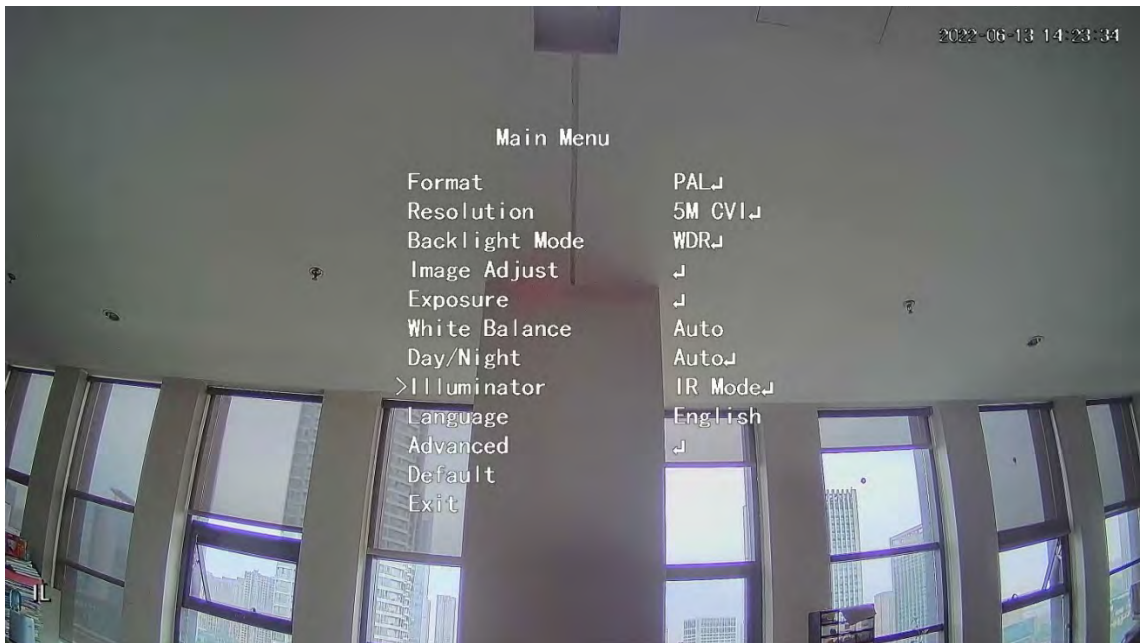 2022-06-13 14:23:34
Main Menu
Format PAL↲
Resolution 5M CVI↲
Backlight Mode WDR↲
Image Adjust ↲
Exposure ↲
White Balance Auto
Day/Night Auto↲
>Illuminator IR Mode↲
Language English
Advanced ↲
Default
Exit
IL